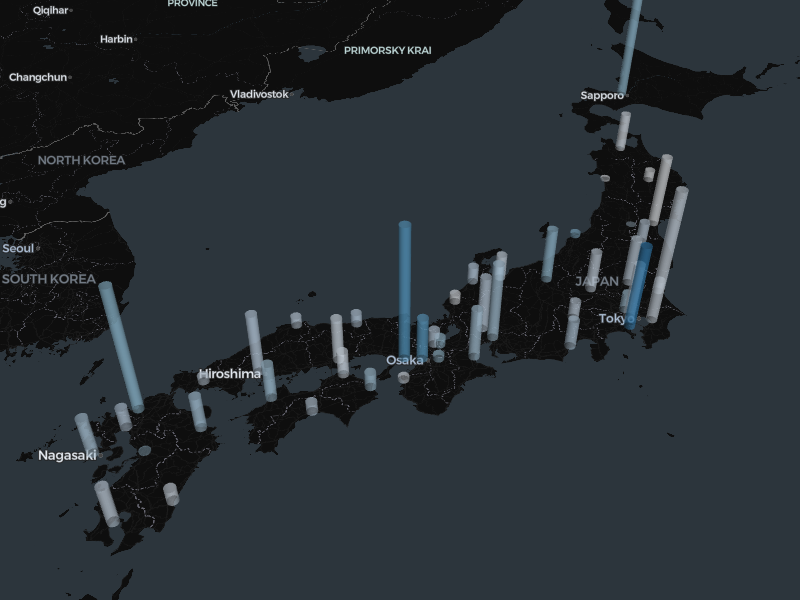 PROVINCE
Qiqihar
Harbin
PRIMORSKY KRAI
Changchun
Vladivostok
Sapporo
NORTH KOREA
g
Seoul
SOUTH KOREA
JAPAN
Tokyo
Osaka
Hiroshima
Nagasaki